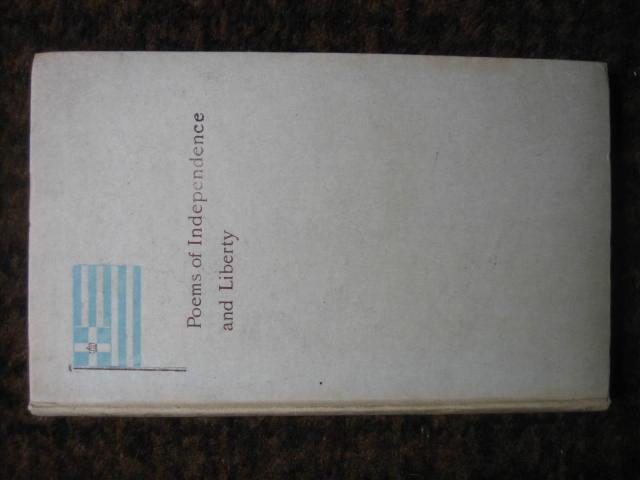 Poems of Independence
and Liberty